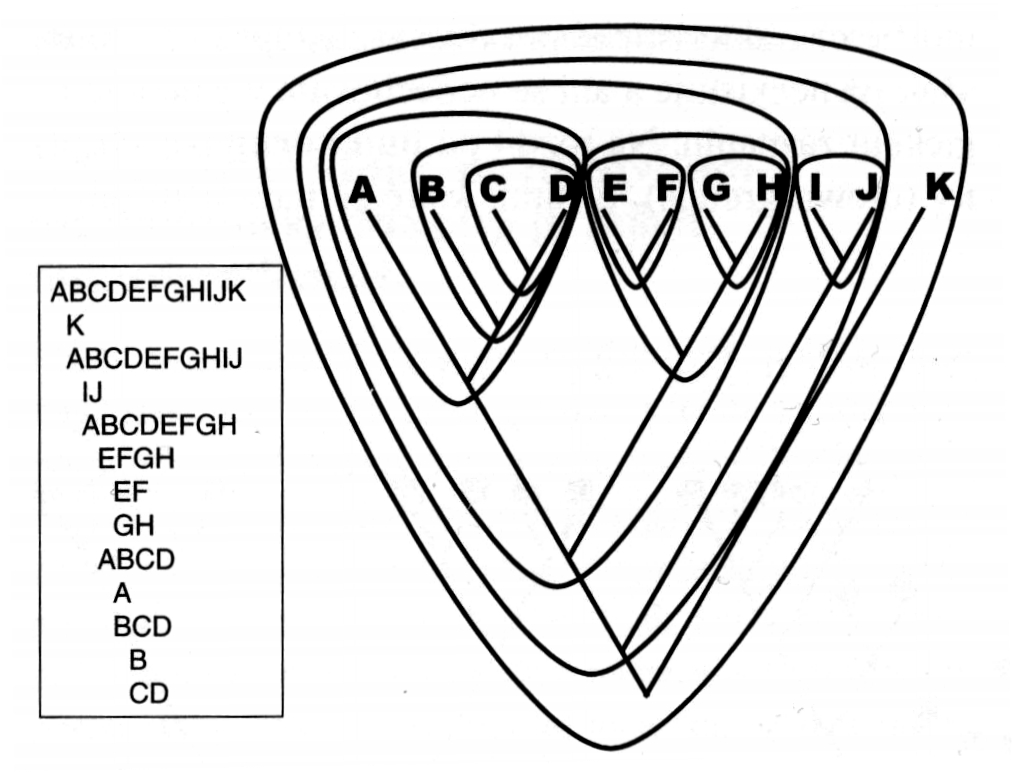 A B C D E F G H I J K
ABCDEFGHIJK
K
ABCDEFGHIJ
IJ
ABCDEFGH
EFGH
EF
GH
ABCD
A
BCD
B
CD